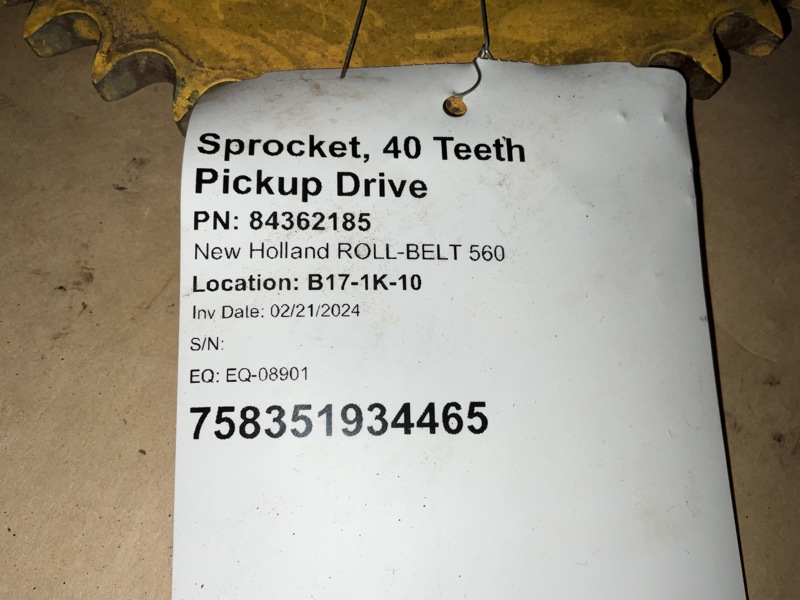 Sprocket, 40 Teeth
Pickup Drive
PN: 84362185
New Holland ROLL-BELT 560
Location: B17-1K-10
Inv Date: 02/21/2024
S/N:
EQ: EQ-08901
758351934465